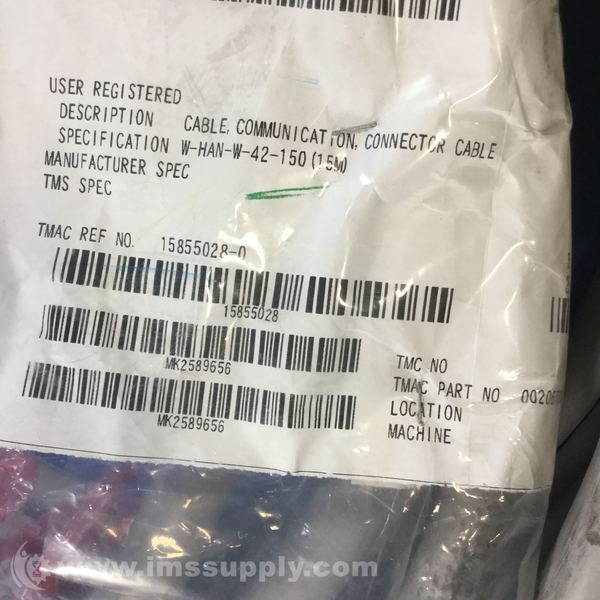 USER REGISTERED
DESCRIPTION CABLE, COMMUNICATION, CONNECTOR CABLE
SPECIFICATION W-HAN-W-42-150 (15M)
MANUFACTURER SPEC
TMS SPEC
TMAC REF NO. 15855028-0
15855028
MK2589656
MK2589656
TMC NO
TMAC PART NO
LOCATION
MACHINE
www.imssupply.com